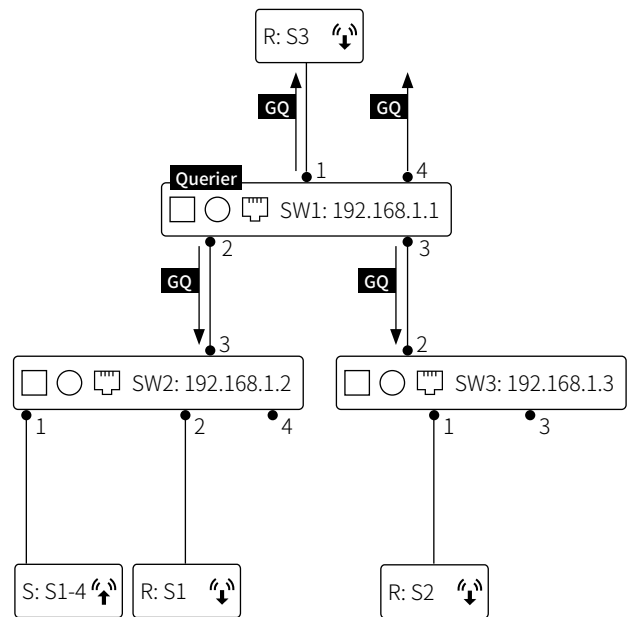 R: S3
GQ
GQ
Querier
1
4
SW1: 192.168.1.1
2
3
GQ
GQ
3
2
SW2: 192.168.1.2
SW3: 192.168.1.3
1
2
4
1
3
S: S1-4
R: S1
R: S2